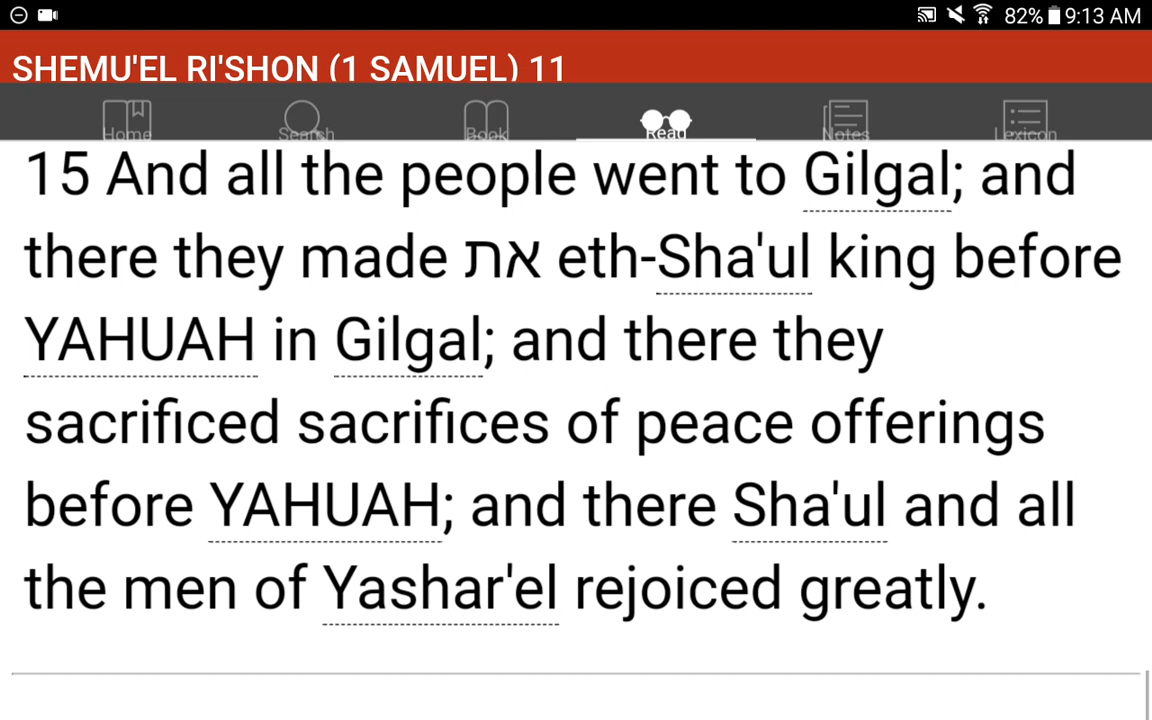 82% 9:13 AM
SHEMU'EL RI'SHON (1 SAMUEL) 11
Home Search Book Read Notes Lexicon
15 And all the people went to Gilgal; and
there they made את eth-Sha'ul king before
YAHUAH in Gilgal; and there they
sacrificed sacrifices of peace offerings
before YAHUAH; and there Sha'ul and all
the men of Yashar'el rejoiced greatly.